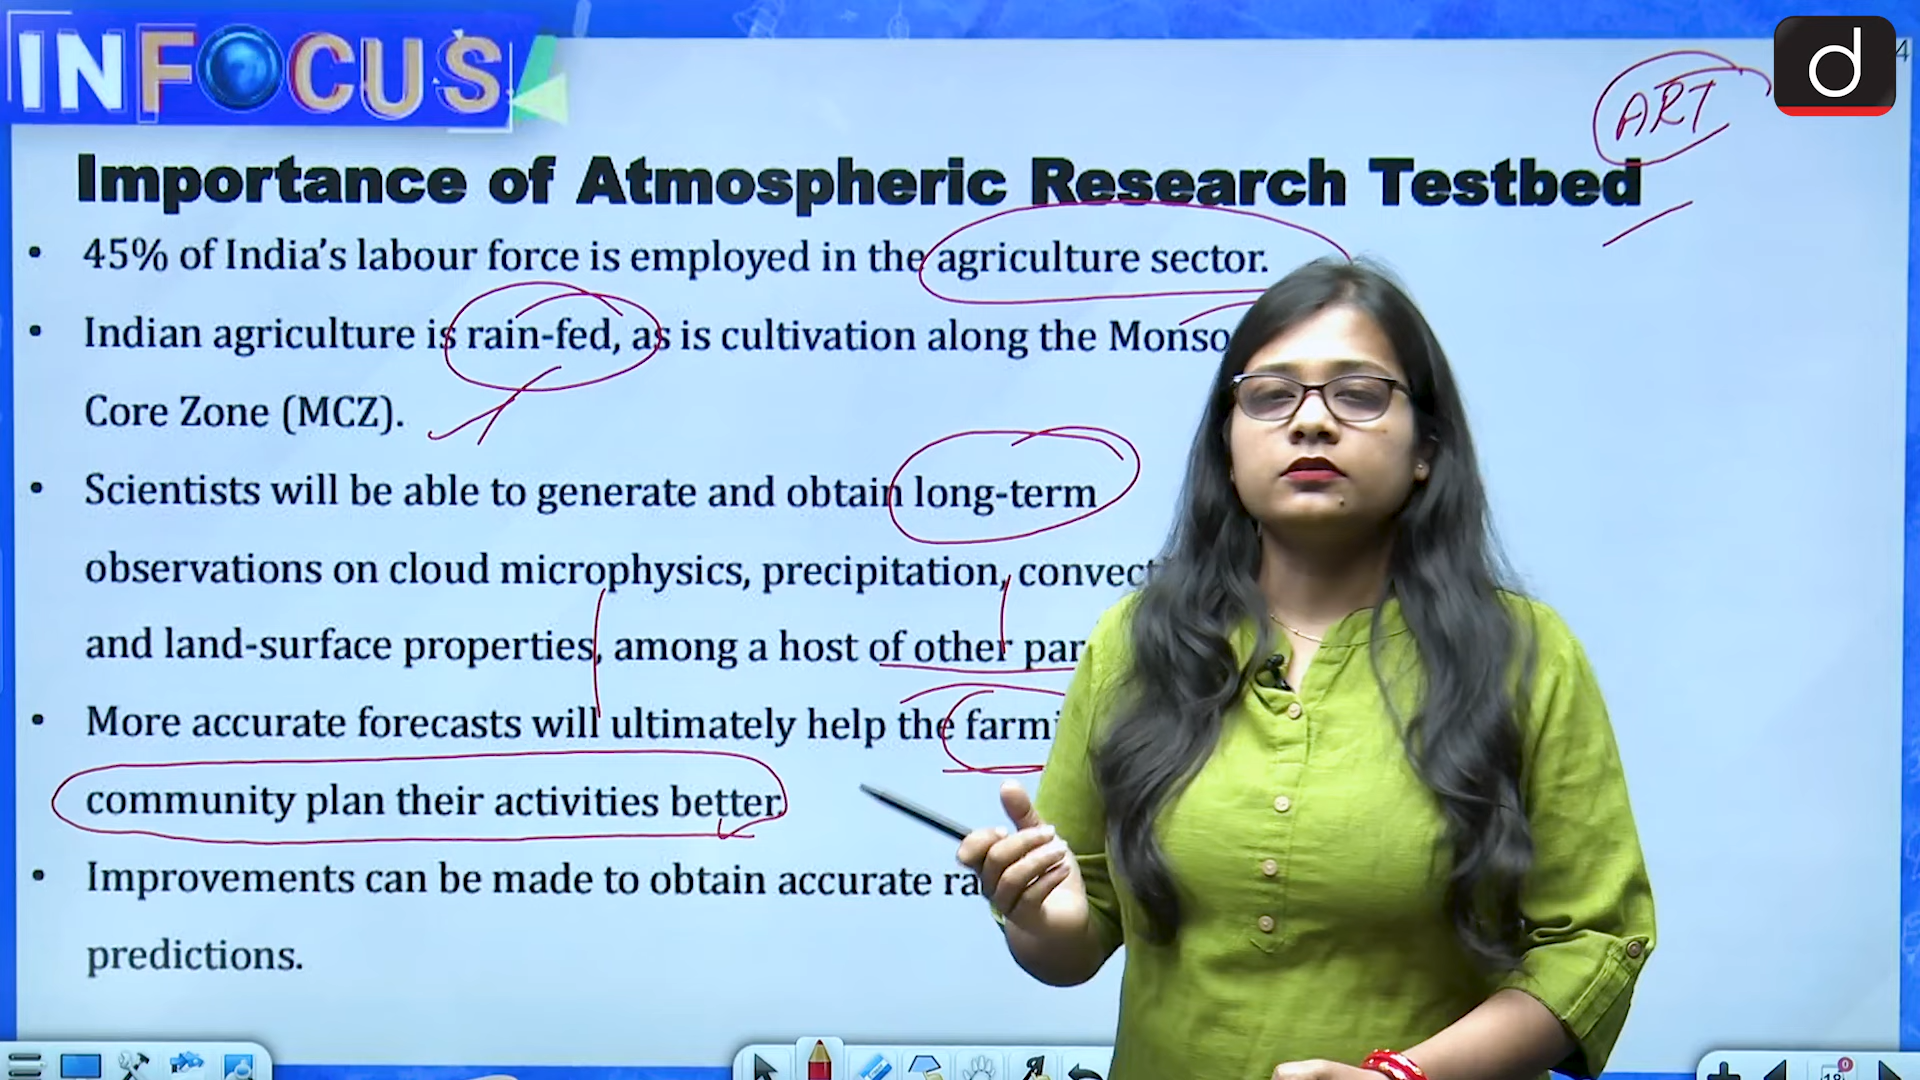 INFOCUS
d
4
ART
Importance of Atmospheric Research Testbed
• 45% of India's labour force is employed in the agriculture sector.
• Indian agriculture is rain-fed, as is cultivation along the Monso
Core Zone (MCZ).
• Scientists will be able to generate and obtain long-term
observations on cloud microphysics, precipitation, convect
and land-surface properties, among a host of other par
• More accurate forecasts will ultimately help the farmi
community plan their activities better.
• Improvements can be made to obtain accurate ra
predictions.
18
0